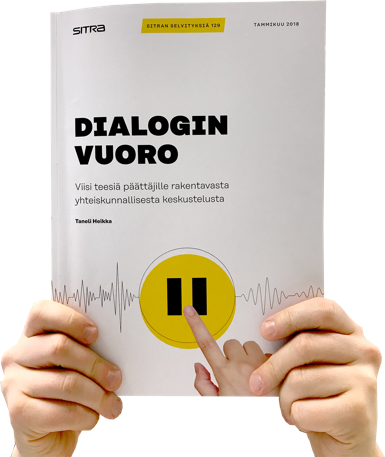 SITRA
SITRAN SELVITYKSIÄ 129
TAMMIKUU 2018
DIALOGIN
VUORO
Viisi teesiä päättäjille rakentavasta
yhteiskunnallisesta keskustelusta
Taneli Heikka